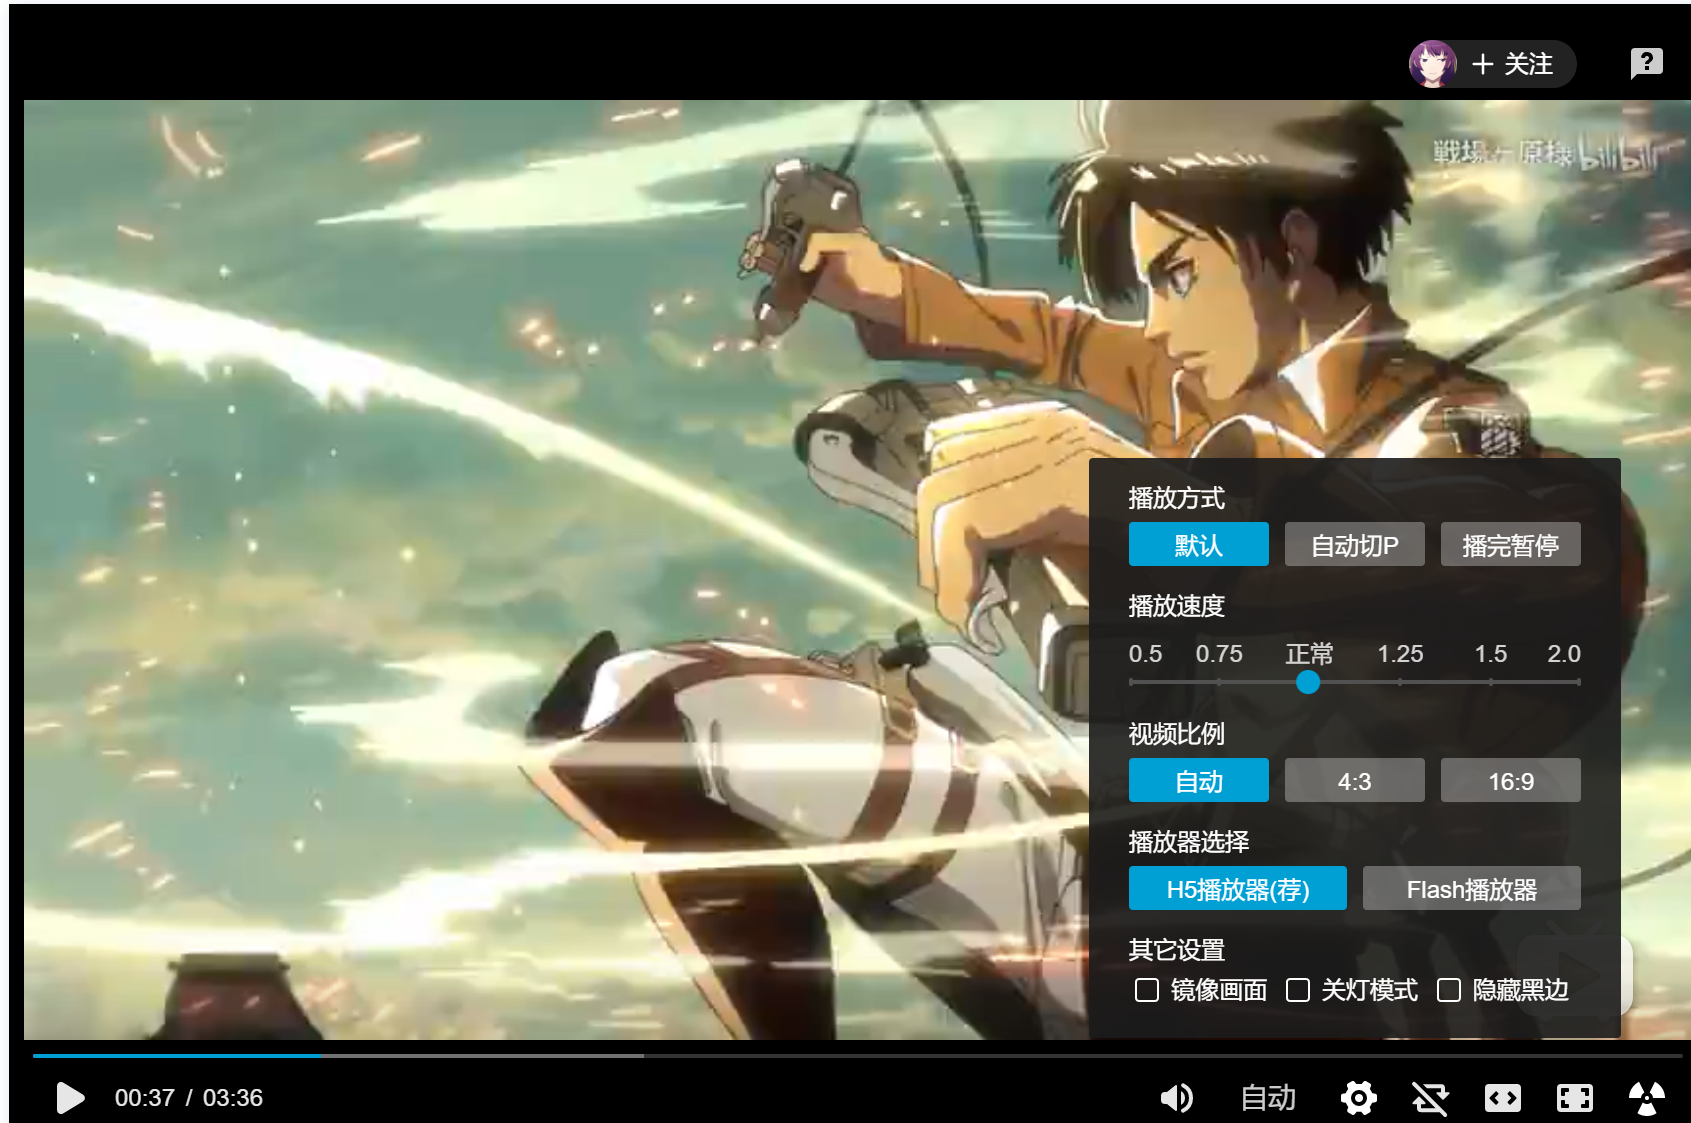 关注
戦場ヶ原様 bilibili
播放方式
默认 自动切P 播完暂停
播放速度
0.5 0.75 正常 1.25 1.5 2.0
视频比例
自动 4:3 16:9
播放器选择
H5播放器(荐) Flash播放器
其它设置
镜像画面 关灯模式 隐藏黑边
00:37 / 03:36 自动